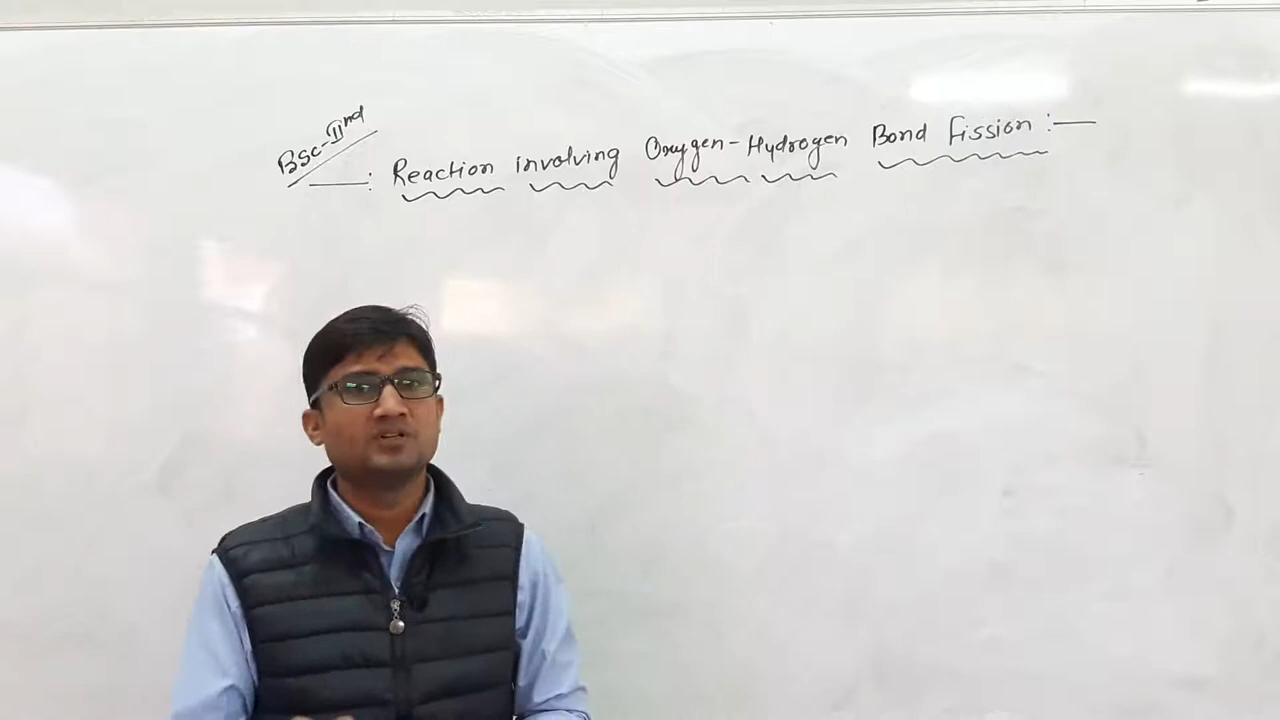 BSc-IInd
Reaction involving Oxygen-Hydrogen Bond fission :—